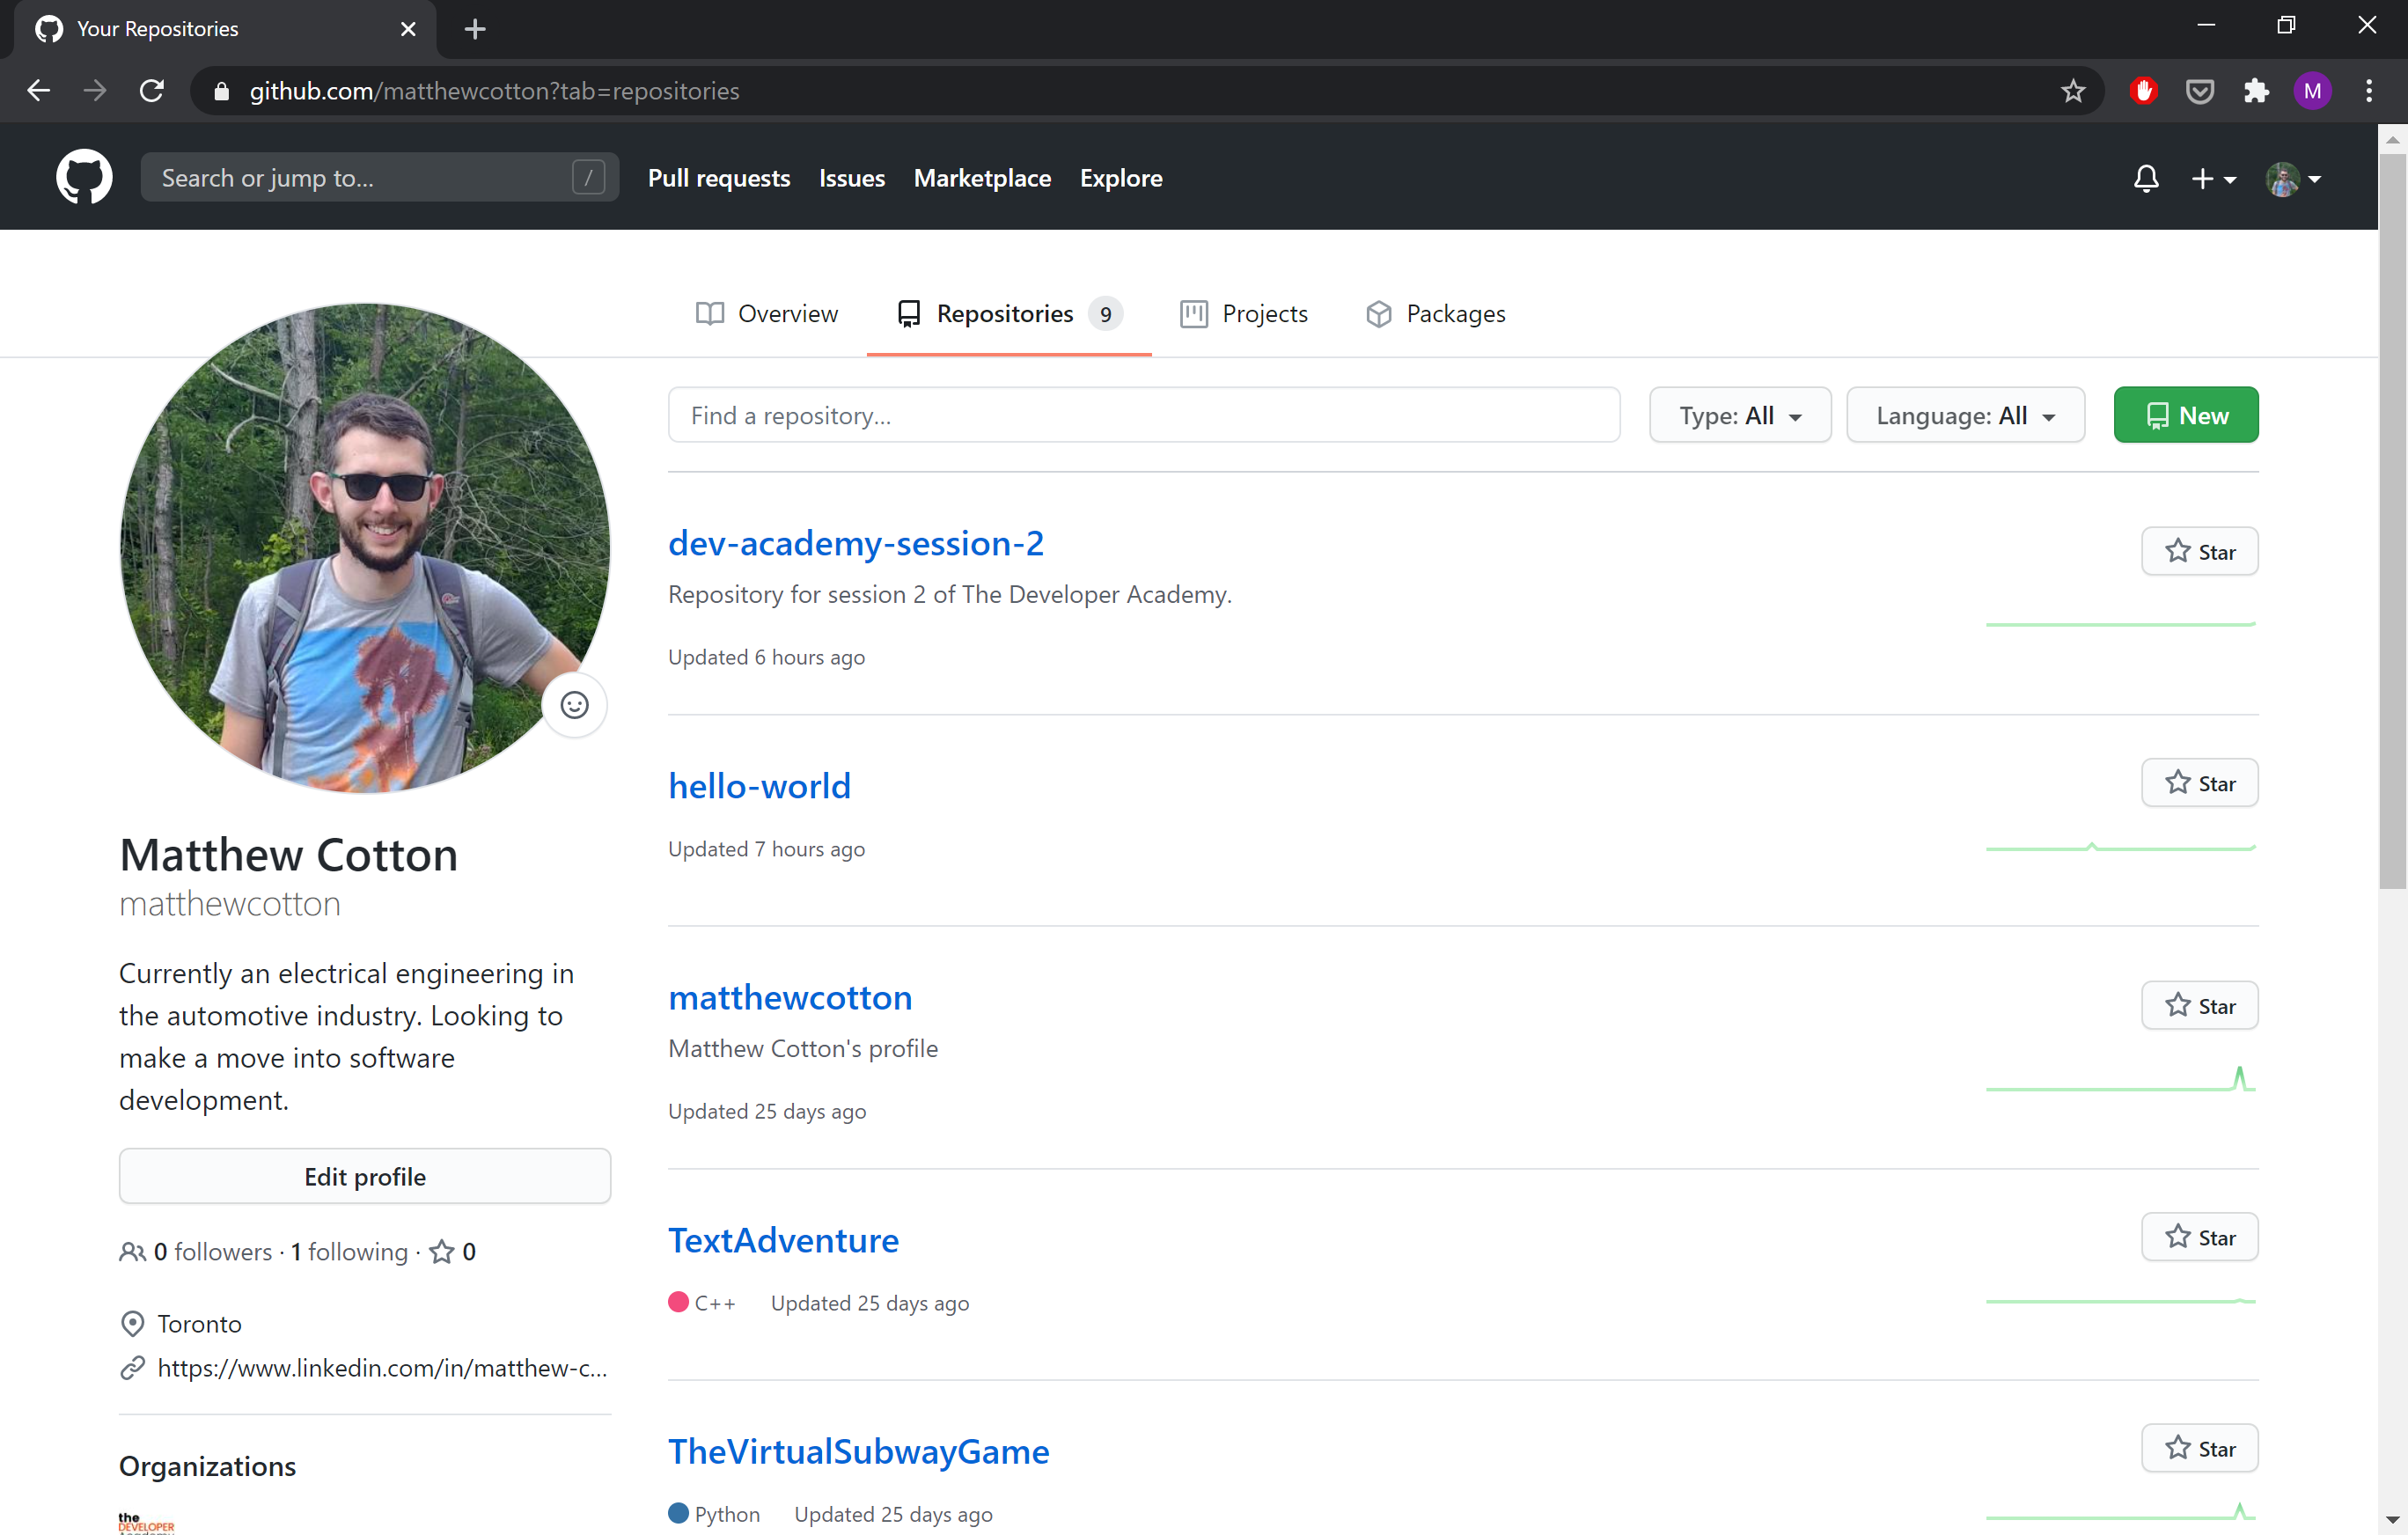 Your Repositories
github.com/matthewcotton?tab=repositories
M
Search or jump to... /
Pull requests
Issues
Marketplace
Explore
Overview
Repositories 9
Projects
Packages
Find a repository...
Type: All
Language: All
New
Matthew Cotton
matthewcotton
Currently an electrical engineering in
the automotive industry. Looking to
make a move into software
development.
Edit profile
0 followers · 1 following · 0
Toronto
https://www.linkedin.com/in/matthew-c...
Organizations
the
DEVELOPER
dev-academy-session-2
Star
Repository for session 2 of The Developer Academy.
Updated 6 hours ago
hello-world
Star
Updated 7 hours ago
matthewcotton
Star
Matthew Cotton's profile
Updated 25 days ago
TextAdventure
Star
C++ Updated 25 days ago
TheVirtualSubwayGame
Star
Python Updated 25 days ago